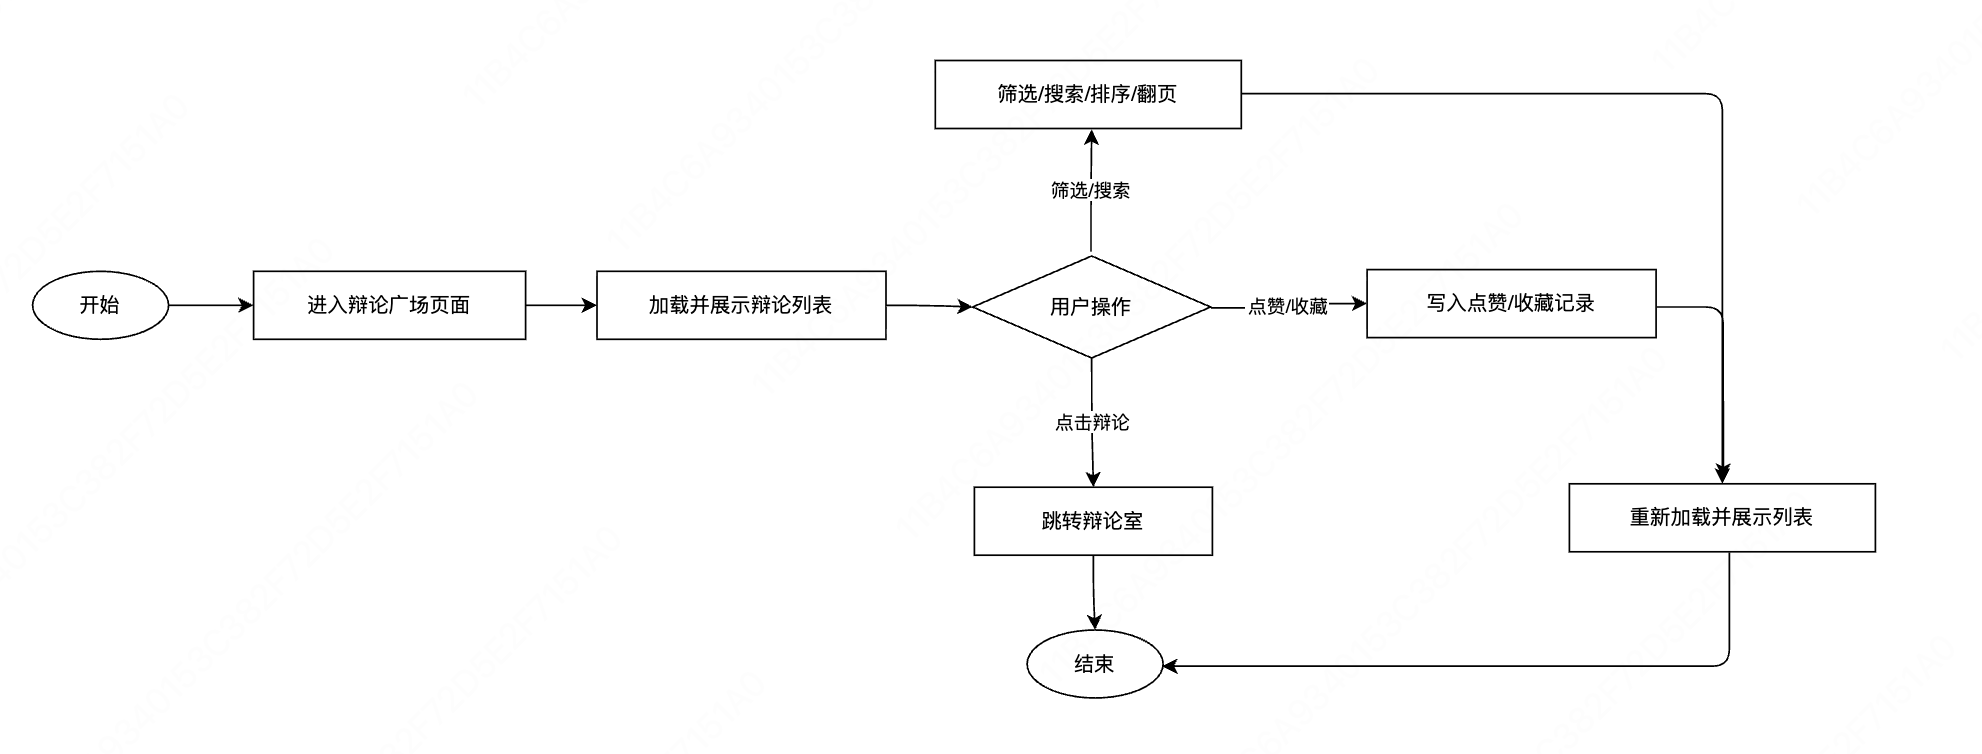 筛选/搜索/排序/翻页
筛选/搜索
开始
进入辩论广场页面
加载并展示辩论列表
用户操作
点赞/收藏
写入点赞/收藏记录
点击辩论
跳转辩论室
重新加载并展示列表
结束